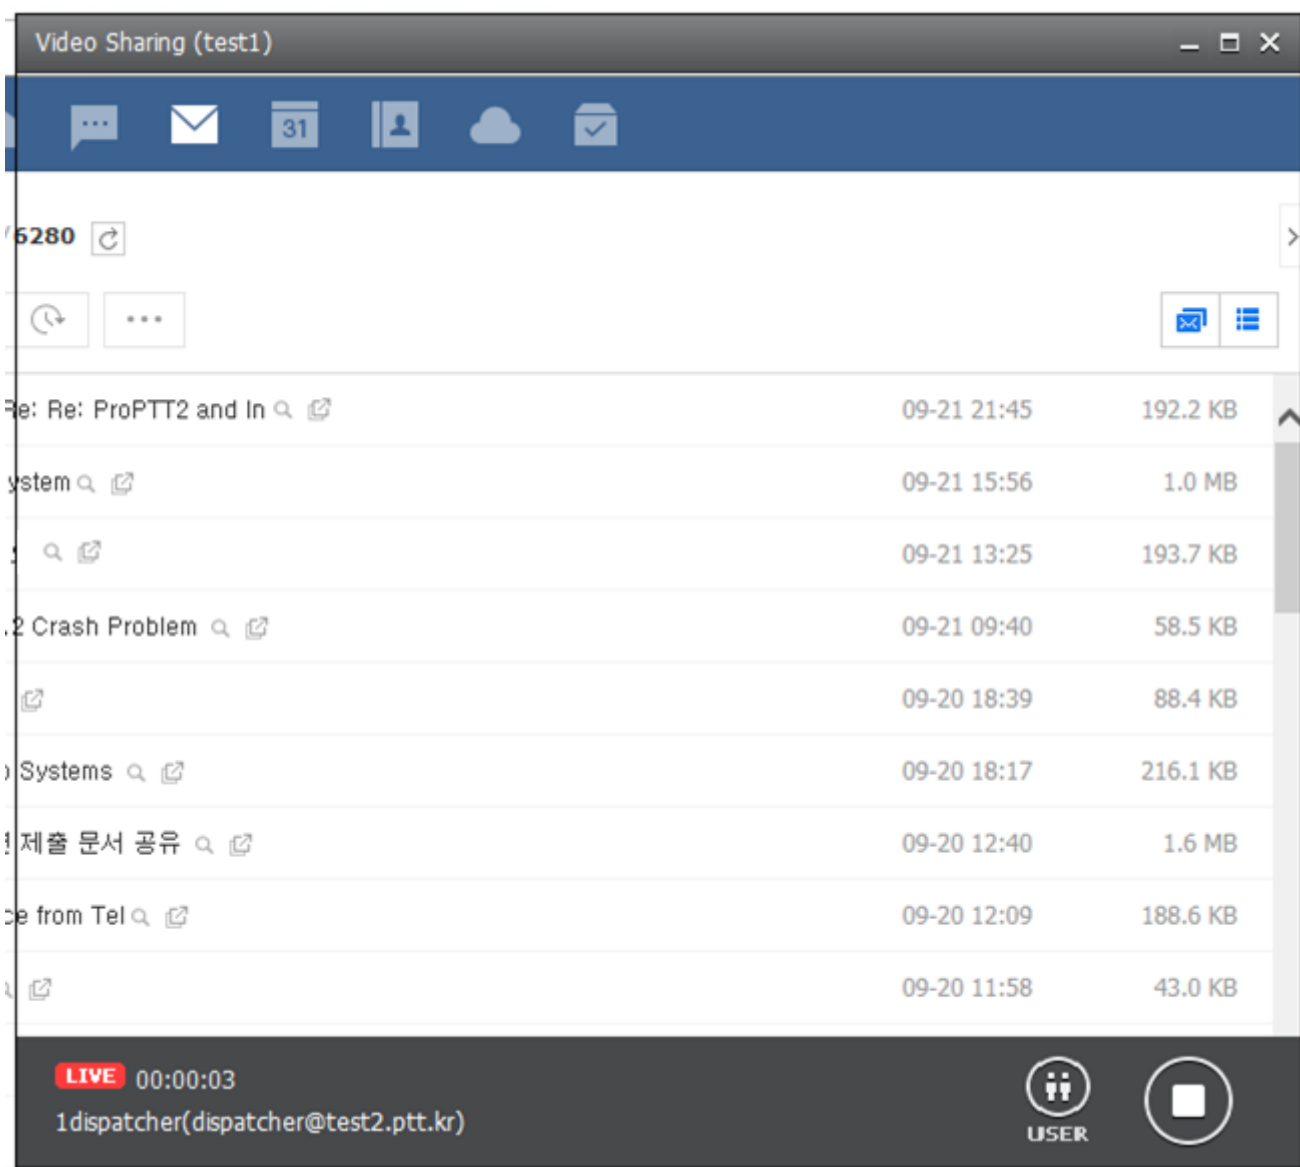 Video Sharing (test1)
31
6280
Re: Re: ProPTT2 and In 09-21 21:45 192.2 KB
ystem 09-21 15:56 1.0 MB
09-21 13:25 193.7 KB
.2 Crash Problem 09-21 09:40 58.5 KB
09-20 18:39 88.4 KB
Systems 09-20 18:17 216.1 KB
제출 문서 공유 09-20 12:40 1.6 MB
ce from Tel 09-20 12:09 188.6 KB
09-20 11:58 43.0 KB
LIVE 00:00:03
1dispatcher(dispatcher@test2.ptt.kr)
USER